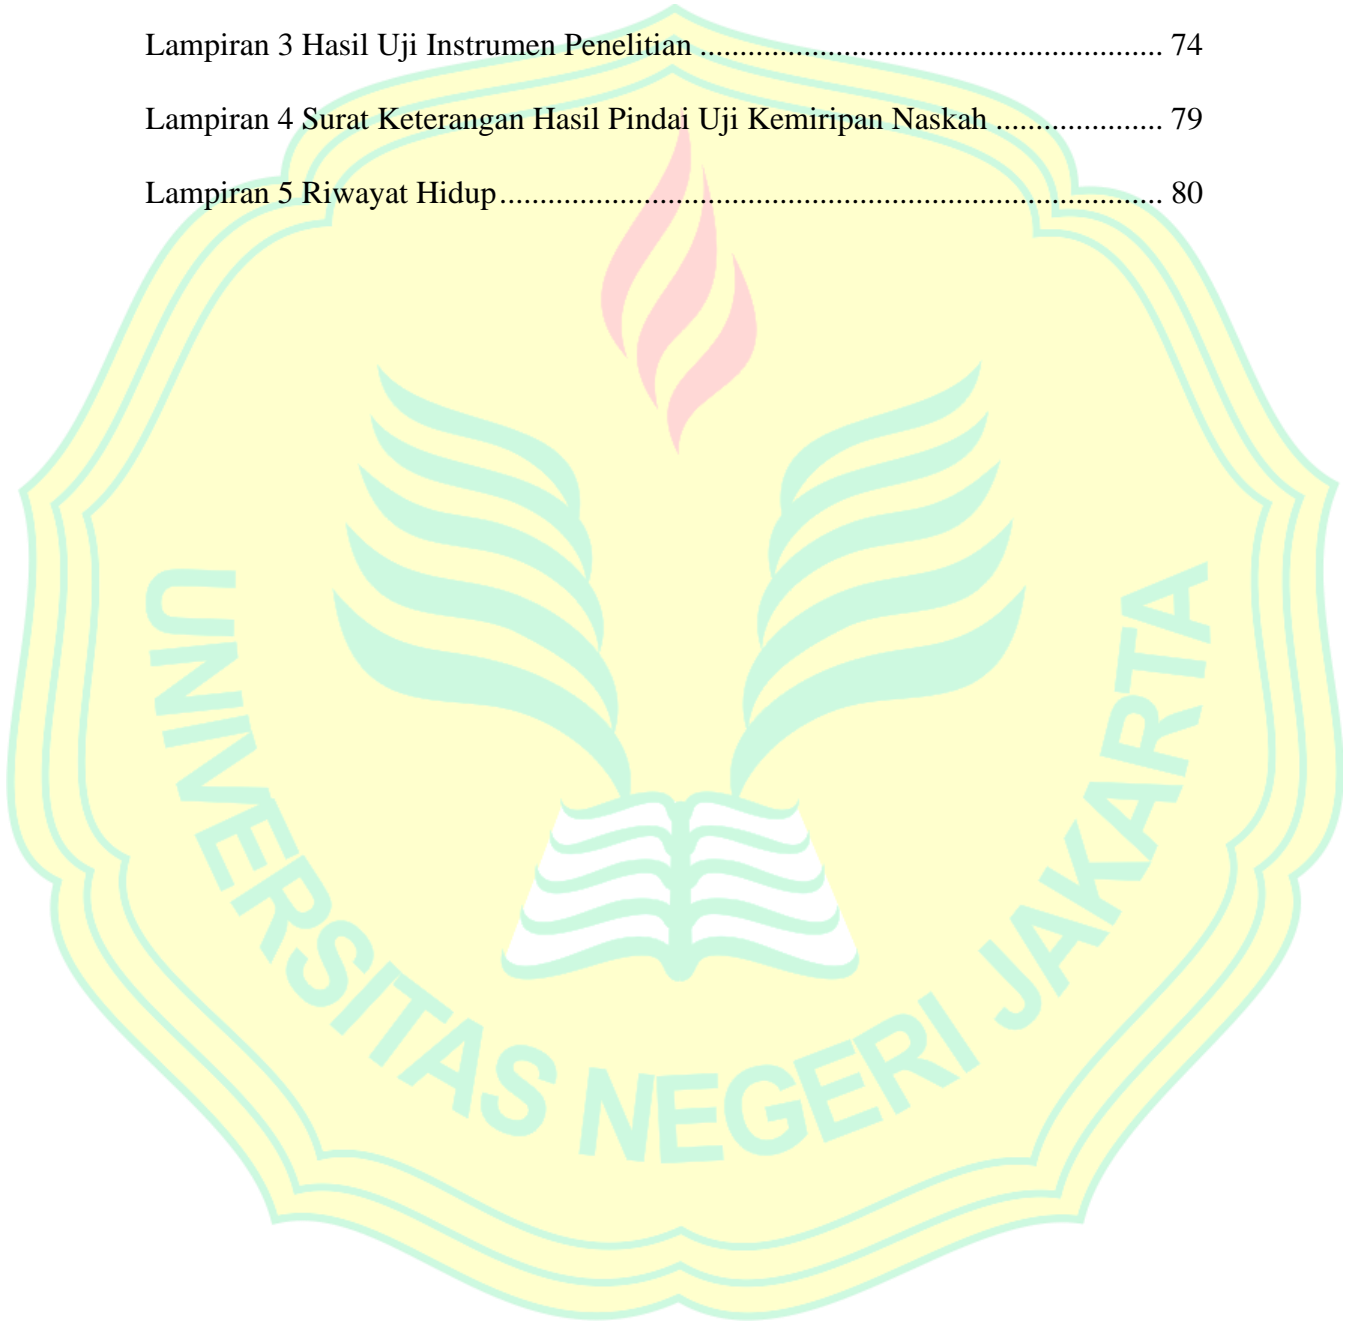 Lampiran 3 Hasil Uji Instrumen Penelitian .......................................................... 74
Lampiran 4 Surat Keterangan Hasil Pindai Uji Kemiripan Naskah ..................... 79
Lampiran 5 Riwayat Hidup................................................................................... 80
UNIVERSITAS NEGERI JAKARTA